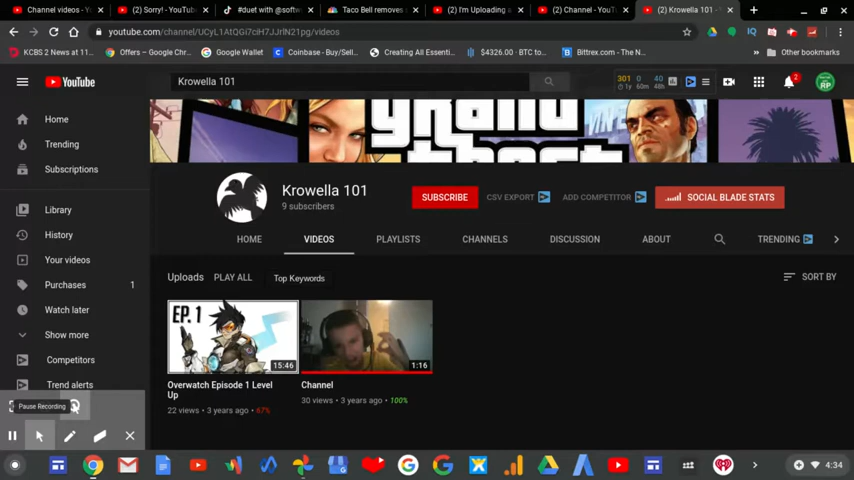 Channel videos - Y
(2) Sorry! - YouTub
#duet with @softw
Taco Bell removes s
(2) I'm Uploading a
(2) Channel - YouT
(2) Krowella 101 -
youtube.com/channel/UCyL1AtQGi7ciH7JJrlN21pg/videos
KCBS 2 News at 11:
Offers – Google Chr...
Google Wallet
Coinbase - Buy/Sell...
Creating All Essenti...
$4326.00 - BitStam...
Bittrex.com - The N...
Other bookmarks
YouTube
Krowella 101
301 0 40
1y 60m 48h
2
RP
Home
Trending
Subscriptions
Library
History
Your videos
Purchases 1
Watch later
Show more
Competitors
Trend alerts
grand
theft
Krowella 101
9 subscribers
SUBSCRIBE
CSV EXPORT
ADD COMPETITOR
SOCIAL BLADE STATS
HOME
VIDEOS
PLAYLISTS
CHANNELS
DISCUSSION
ABOUT
TRENDING
Uploads
PLAY ALL
Top Keywords
SORT BY
EP. 1
15:46
1:16
Overwatch Episode 1 Level
Up
22 views • 3 years ago • 67%
Channel
30 views • 3 years ago • 100%
Pause Recording
4:34